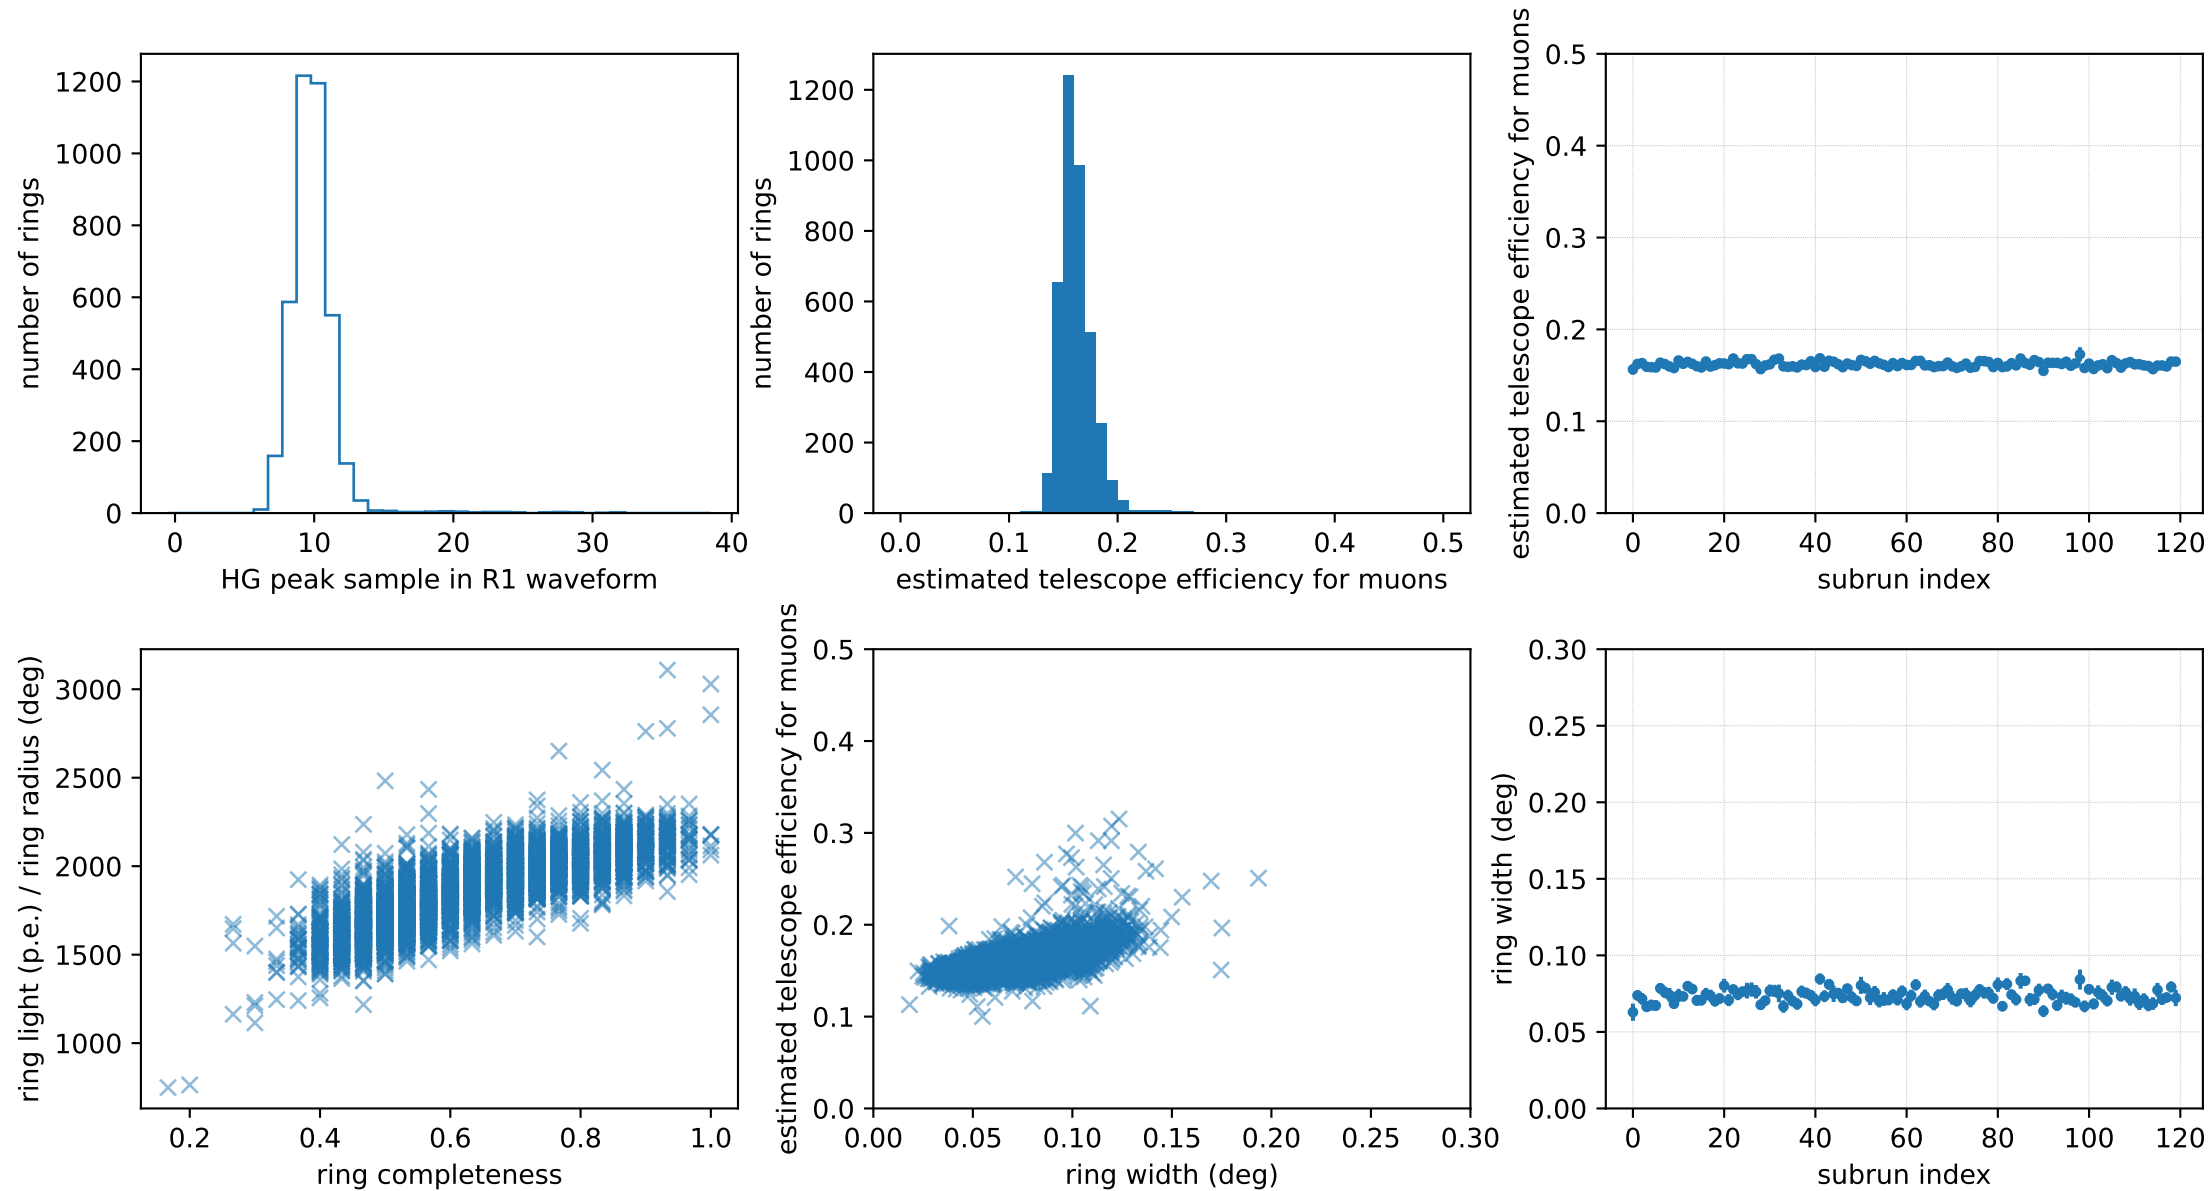 number of rings
1200
1000
800
600
400
200
0
0 10 20 30 40
HG peak sample in R1 waveform
number of rings
1200
1000
800
600
400
200
0
0.0 0.1 0.2 0.3 0.4 0.5
estimated telescope efficiency for muons
estimated telescope efficiency for muons
0.5
0.4
0.3
0.2
0.1
0.0
0 20 40 60 80 100 120
subrun index
ring light (p.e.) / ring radius (deg)
3000
2500
2000
1500
1000
0.2 0.4 0.6 0.8 1.0
ring completeness
estimated telescope efficiency for muons
0.5
0.4
0.3
0.2
0.1
0.0
0.00 0.05 0.10 0.15 0.20 0.25 0.30
ring width (deg)
ring width (deg)
0.30
0.25
0.20
0.15
0.10
0.05
0.00
0 20 40 60 80 100 120
subrun index